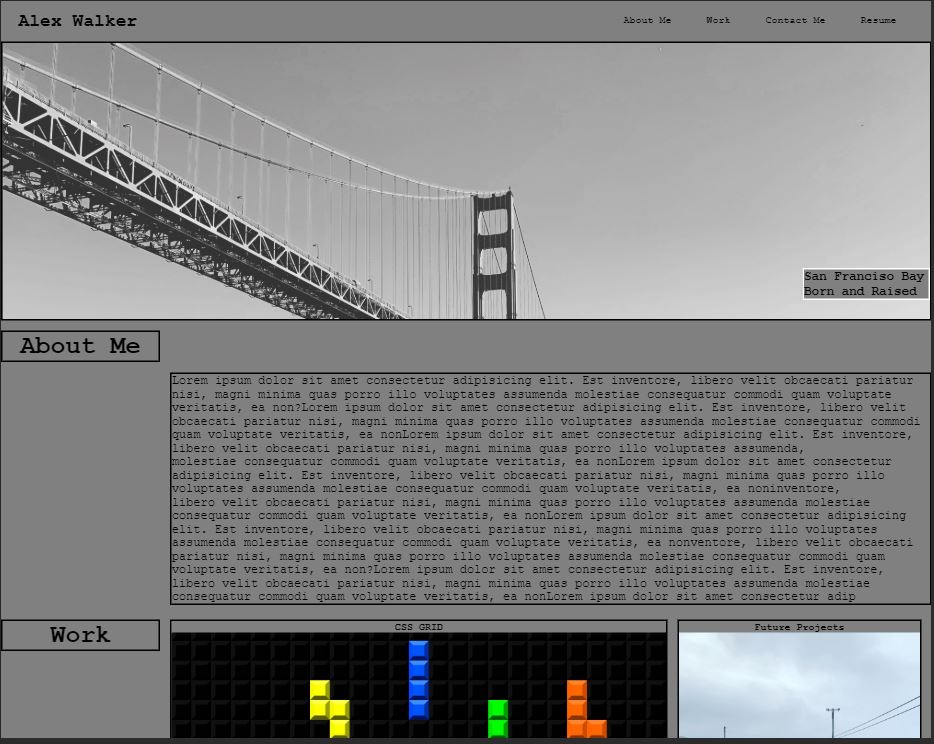 Alex Walker
About Me Work Contact Me Resume
San Franciso Bay
Born and Raised
About Me
Lorem ipsum dolor sit amet consectetur adipisicing elit. Est inventore, libero velit obcaecati pariatur
nisi, magni minima quas porro illo voluptates assumenda molestiae consequatur commodi quam voluptate
veritatis, ea non?Lorem ipsum dolor sit amet consectetur adipisicing elit. Est inventore, libero velit
obcaecati pariatur nisi, magni minima quas porro illo voluptates assumenda molestiae consequatur commodi
quam voluptate veritatis, ea nonLorem ipsum dolor sit amet consectetur adipisicing elit. Est inventore,
libero velit obcaecati pariatur nisi, magni minima quas porro illo voluptates assumenda,
molestiae consequatur commodi quam voluptate veritatis, ea nonLorem ipsum dolor sit amet consectetur
adipisicing elit. Est inventore, libero velit obcaecati pariatur nisi, magni minima quas porro illo
voluptates assumenda molestiae consequatur commodi quam voluptate veritatis, ea noninventore,
libero velit obcaecati pariatur nisi, magni minima quas porro illo voluptates assumenda molestiae
consequatur commodi quam voluptate veritatis, ea nonLorem ipsum dolor sit amet consectetur adipisicing
elit. Est inventore, libero velit obcaecati pariatur nisi, magni minima quas porro illo voluptates
assumenda molestiae consequatur commodi quam voluptate veritatis, ea nonventore, libero velit obcaecati
pariatur nisi, magni minima quas porro illo voluptates assumenda molestiae consequatur commodi quam
voluptate veritatis, ea non?Lorem ipsum dolor sit amet consectetur adipisicing elit. Est inventore,
libero velit obcaecati pariatur nisi, magni minima quas porro illo voluptates assumenda molestiae
consequatur commodi quam voluptate veritatis, ea nonLorem ipsum dolor sit amet consectetur adip
Work
CSS GRID
Future Projects